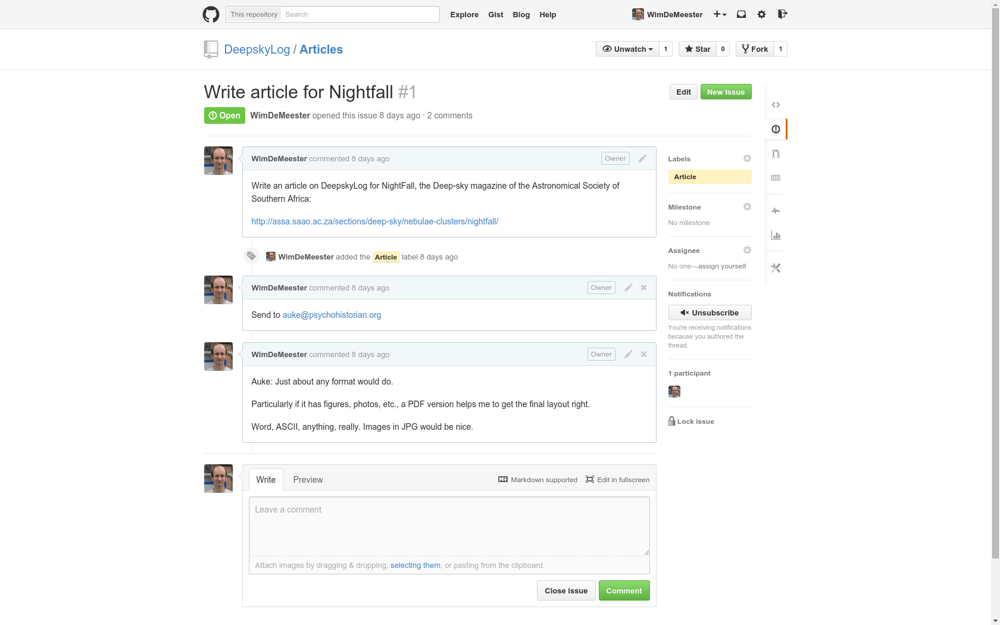 This repository Search Explore Gist Blog Help WimDeMeester
DeepskyLog / Articles Unwatch 1 Star 0 Fork 1
Write article for Nightfall #1 Edit New issue
Open WimDeMeester opened this issue 8 days ago · 2 comments
WimDeMeester commented 8 days ago Owner
Write an article on DeepskyLog for NightFall, the Deep-sky magazine of the Astronomical Society of
Southern Africa:
http://assa.saao.ac.za/sections/deep-sky/nebulae-clusters/nightfall/
WimDeMeester added the Article label 8 days ago
WimDeMeester commented 8 days ago Owner
Send to auke@psychohistorian.org
WimDeMeester commented 8 days ago Owner
Auke: Just about any format would do.
Particularly if it has figures, photos, etc., a PDF version helps me to get the final layout right.
Word, ASCII, anything, really. Images in JPG would be nice.
Write Preview Markdown supported Edit in fullscreen
Leave a comment
Attach images by dragging & dropping, selecting them, or pasting from the clipboard.
Close issue Comment
Labels
Article
Milestone
No milestone
Assignee
No one—assign yourself
Notifications
Unsubscribe
You're receiving notifications
because you authored the
thread.
1 participant
Lock issue